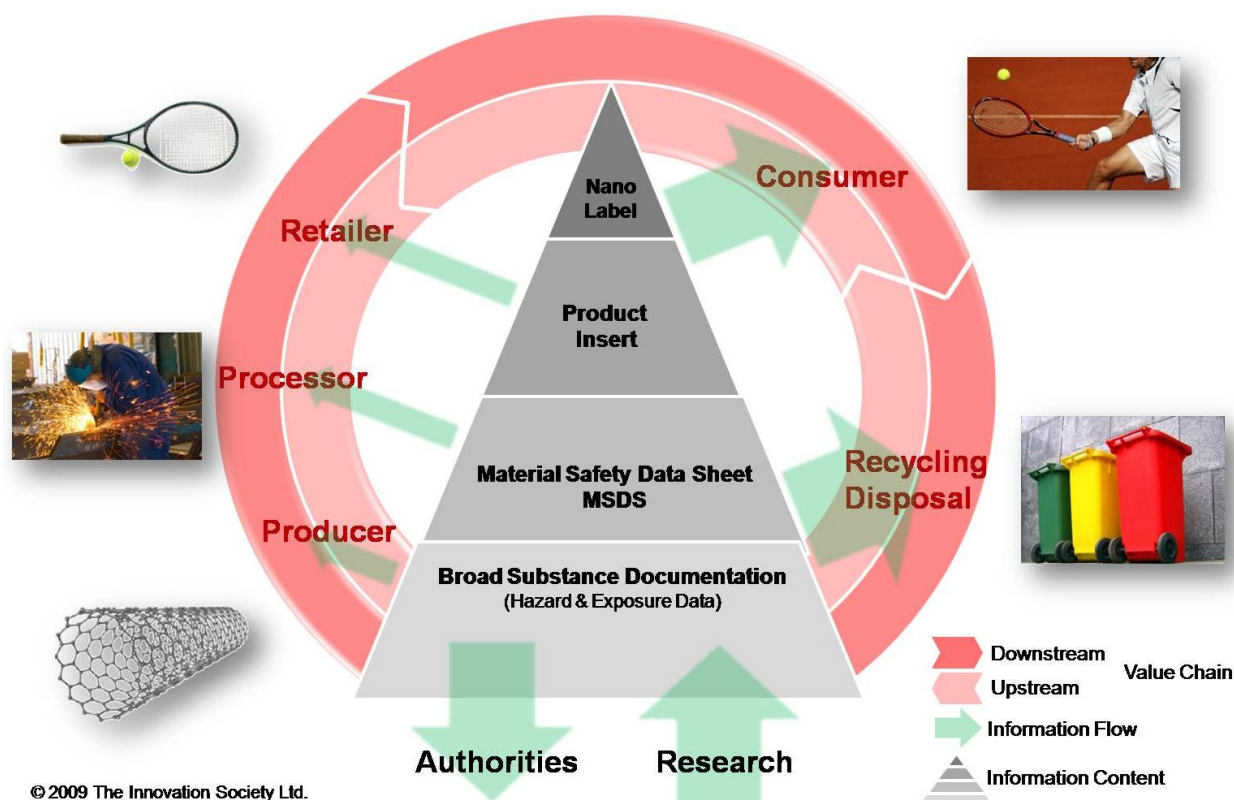 Nano
Label
Consumer
Retailer
Product
Insert
Processor
Material Safety Data Sheet
MSDS
Recycling
Disposal
Producer
Broad Substance Documentation
(Hazard & Exposure Data)
Downstream
Upstream
Value Chain
Information Flow
Information Content
Authorities
Research
© 2009 The Innovation Society Ltd.